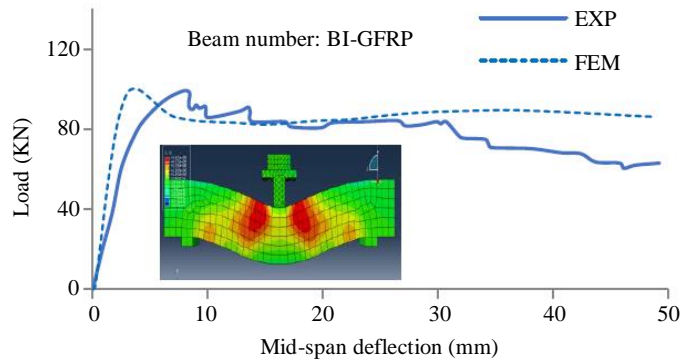 Beam number: BI-GFRP
EXP
FEM
Load (KN)
120
80
40
0
0 10 20 30 40 50
Mid-span deflection (mm)